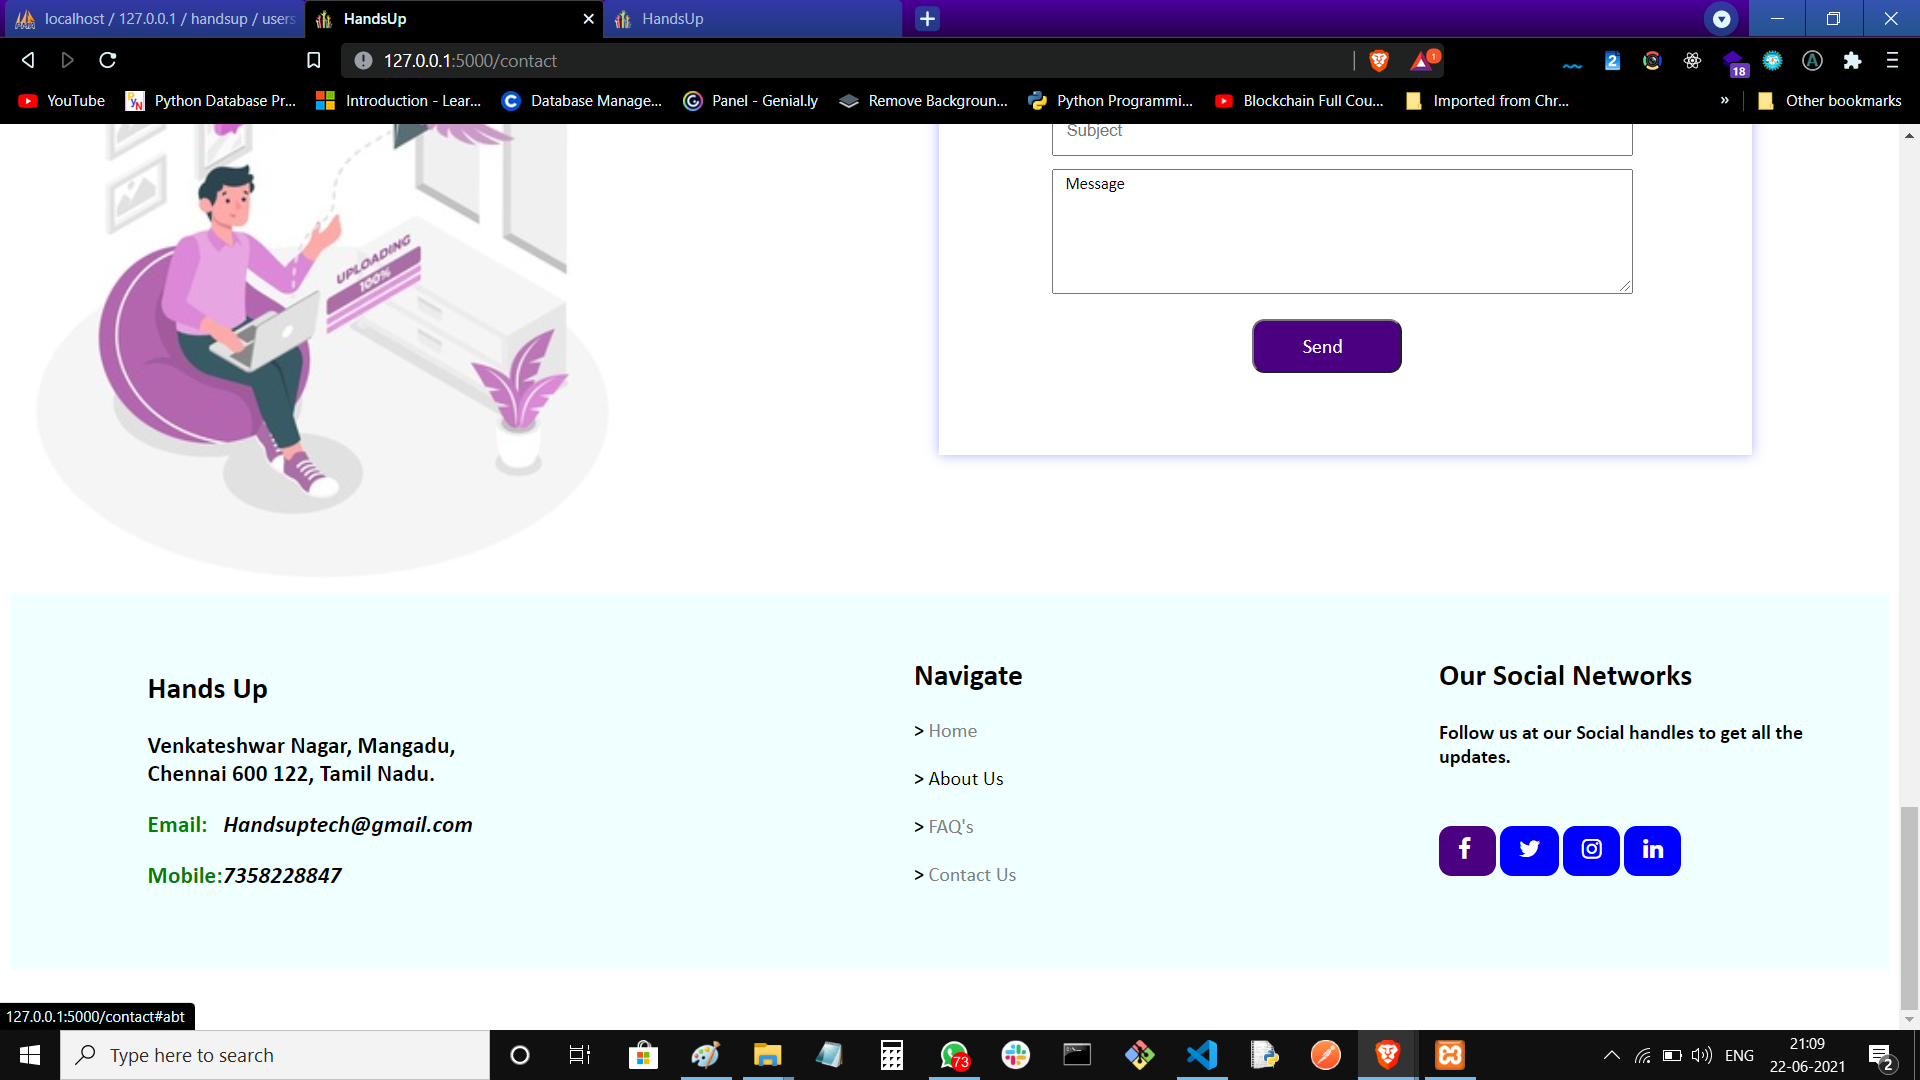 localhost / 127.0.0.1 / handsup / users
HandsUp
HandsUp
127.0.0.1:5000/contact
1
2
18
YouTube
Python Database Pr...
Introduction - Lear...
Database Manage...
Panel - Genial.ly
Remove Backgroun...
Python Programmi...
Blockchain Full Cou...
Imported from Chr...
»
Other bookmarks
UPLOADING
100%
Subject
Message
Send
Hands Up
Venkateshwar Nagar, Mangadu,
Chennai 600 122, Tamil Nadu.
Email: Handsuptech@gmail.com
Mobile:7358228847
Navigate
> Home
> About Us
> FAQ's
> Contact Us
Our Social Networks
Follow us at our Social handles to get all the
updates.
127.0.0.1:5000/contact#abt
Type here to search
73
ENG
21:09
22-06-2021
2